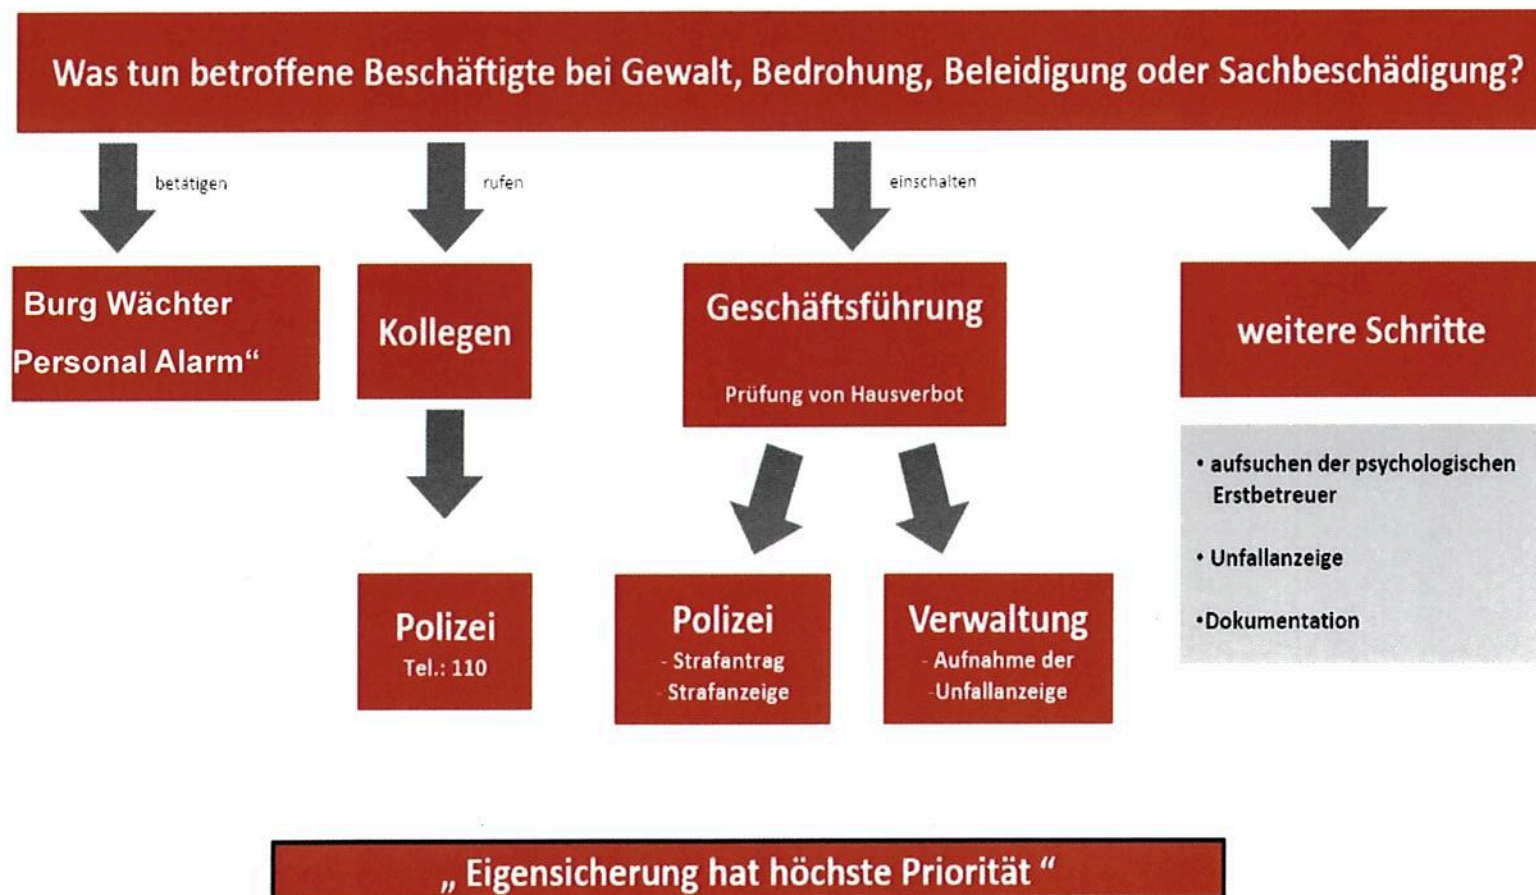 Was tun betroffene Beschäftigte bei Gewalt, Bedrohung, Beleidigung oder Sachbeschädigung?
betätigen
rufen
einschalten
Burg Wächter
Personal Alarm“
Kollegen
Geschäftsführung
Prüfung von Hausverbot
weitere Schritte
• aufsuchen der psychologischen
Erstbetreuer
• Unfallanzeige
•Dokumentation
Polizei
Tel.: 110
Polizei
- Strafantrag
- Strafanzeige
Verwaltung
- Aufnahme der
-Unfallanzeige
„ Eigensicherung hat höchste Priorität “